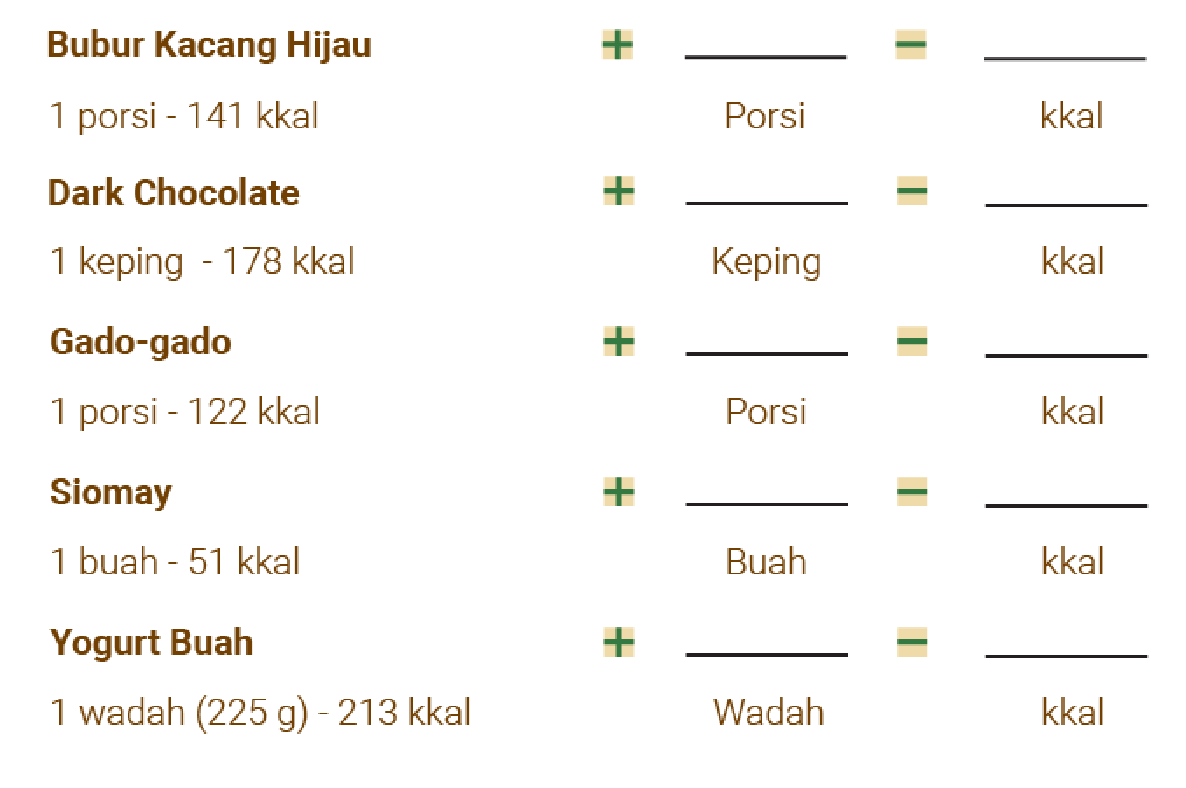 Bubur Kacang Hijau + ________ - ________
1 porsi - 141 kkal Porsi kkal
Dark Chocolate + ________ - ________
1 keping - 178 kkal Keping kkal
Gado-gado + ________ - ________
1 porsi - 122 kkal Porsi kkal
Siomay + ________ - ________
1 buah - 51 kkal Buah kkal
Yogurt Buah + ________ - ________
1 wadah (225 g) - 213 kkal Wadah kkal